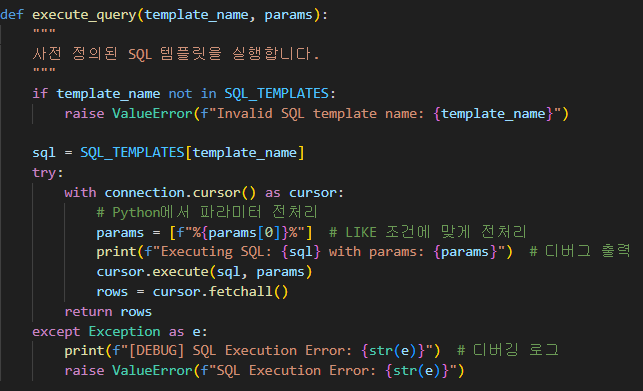 def execute_query(template_name, params):
    """
    사전 정의된 SQL 템플릿을 실행합니다.
    """
    if template_name not in SQL_TEMPLATES:
        raise ValueError(f"Invalid SQL template name: {template_name}")

    sql = SQL_TEMPLATES[template_name]
    try:
        with connection.cursor() as cursor:
            # Python에서 파라미터 전처리
            params = [f"%{params[0]}%"]  # LIKE 조건에 맞게 전처리
            print(f"Executing SQL: {sql} with params: {params}")  # 디버그 출력
            cursor.execute(sql, params)
            rows = cursor.fetchall()
        return rows
    except Exception as e:
        print(f"[DEBUG] SQL Execution Error: {str(e)}")  # 디버깅 로그
        raise ValueError(f"SQL Execution Error: {str(e)}")